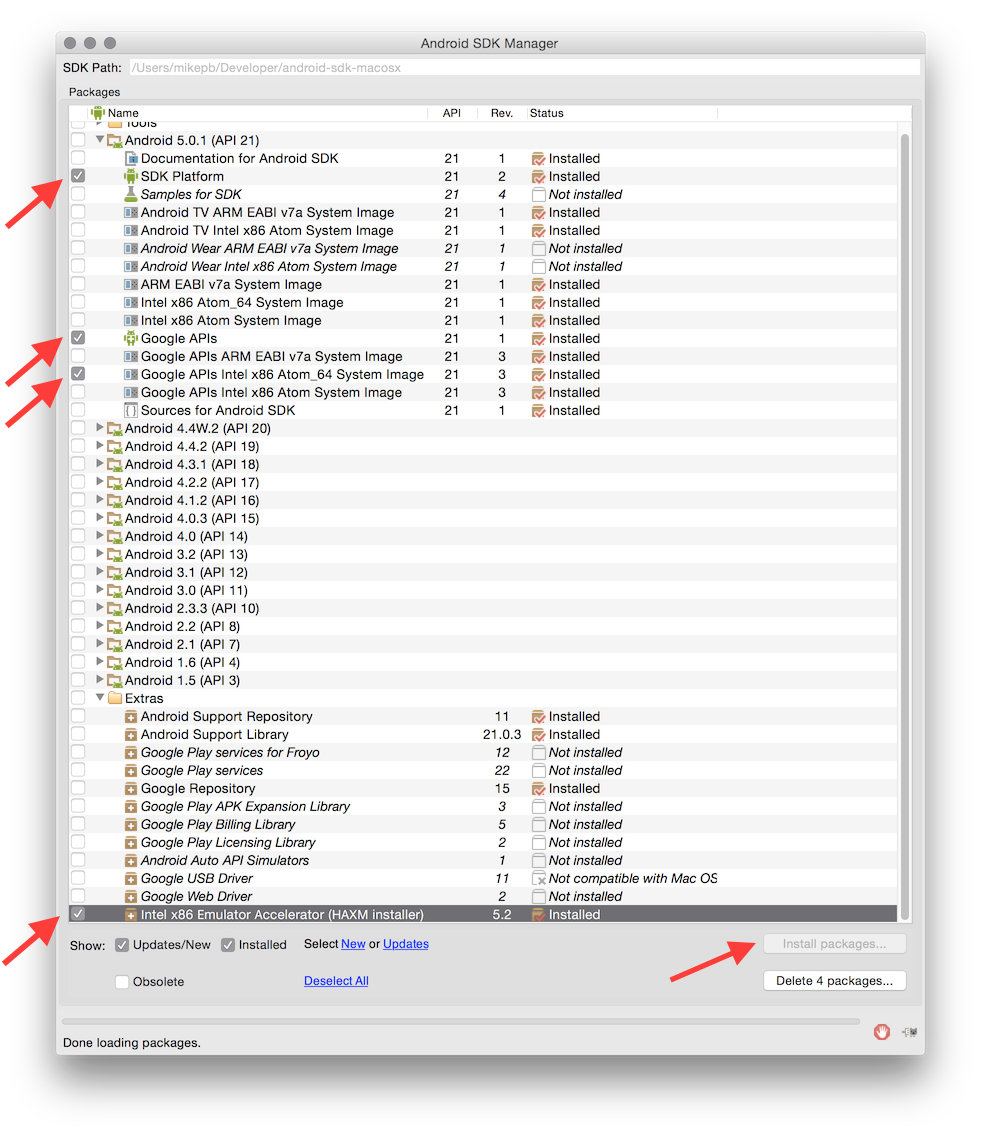 Android SDK Manager
SDK Path: /Users/mikepb/Developer/android-sdk-macosx
Packages
Name API Rev. Status
Tools
Android 5.0.1 (API 21)
Documentation for Android SDK 21 1 Installed
SDK Platform 21 2 Installed
Samples for SDK 21 4 Not installed
Android TV ARM EABI v7a System Image 21 1 Installed
Android TV Intel x86 Atom System Image 21 1 Installed
Android Wear ARM EABI v7a System Image 21 1 Not installed
Android Wear Intel x86 Atom System Image 21 1 Not installed
ARM EABI v7a System Image 21 1 Installed
Intel x86 Atom_64 System Image 21 1 Installed
Intel x86 Atom System Image 21 1 Installed
Google APIs 21 1 Installed
Google APIs ARM EABI v7a System Image 21 3 Installed
Google APIs Intel x86 Atom_64 System Image 21 3 Installed
Google APIs Intel x86 Atom System Image 21 3 Installed
Sources for Android SDK 21 1 Installed
Android 4.4W.2 (API 20)
Android 4.4.2 (API 19)
Android 4.3.1 (API 18)
Android 4.2.2 (API 17)
Android 4.1.2 (API 16)
Android 4.0.3 (API 15)
Android 4.0 (API 14)
Android 3.2 (API 13)
Android 3.1 (API 12)
Android 3.0 (API 11)
Android 2.3.3 (API 10)
Android 2.2 (API 8)
Android 2.1 (API 7)
Android 1.6 (API 4)
Android 1.5 (API 3)
Extras
Android Support Repository 11 Installed
Android Support Library 21.0.3 Installed
Google Play services for Froyo 12 Not installed
Google Play services 22 Not installed
Google Repository 15 Installed
Google Play APK Expansion Library 3 Not installed
Google Play Billing Library 5 Not installed
Google Play Licensing Library 2 Not installed
Android Auto API Simulators 1 Not installed
Google USB Driver 11 Not compatible with Mac OS
Google Web Driver 2 Not installed
Intel x86 Emulator Accelerator (HAXM installer) 5.2 Installed
Show: Updates/New Installed Select New or Updates Install packages...
Obsolete Deselect All Delete 4 packages...
Done loading packages.